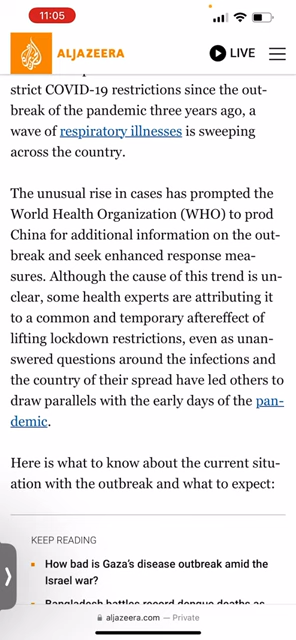 11:05
ALJAZEERA
LIVE
strict COVID-19 restrictions since the out-
break of the pandemic three years ago, a
wave of respiratory illnesses is sweeping
across the country.
The unusual rise in cases has prompted the
World Health Organization (WHO) to prod
China for additional information on the out-
break and seek enhanced response mea-
sures. Although the cause of this trend is un-
clear, some health experts are attributing it
to a common and temporary aftereffect of
lifting lockdown restrictions, even as unan-
swered questions around the infections and
the country of their spread have led others to
draw parallels with the early days of the pan-
demic.
Here is what to know about the current situ-
ation with the outbreak and what to expect:
KEEP READING
How bad is Gaza's disease outbreak amid the
Israel war?
Bangladesh battles record dengue deaths as
aljazeera.com — Private